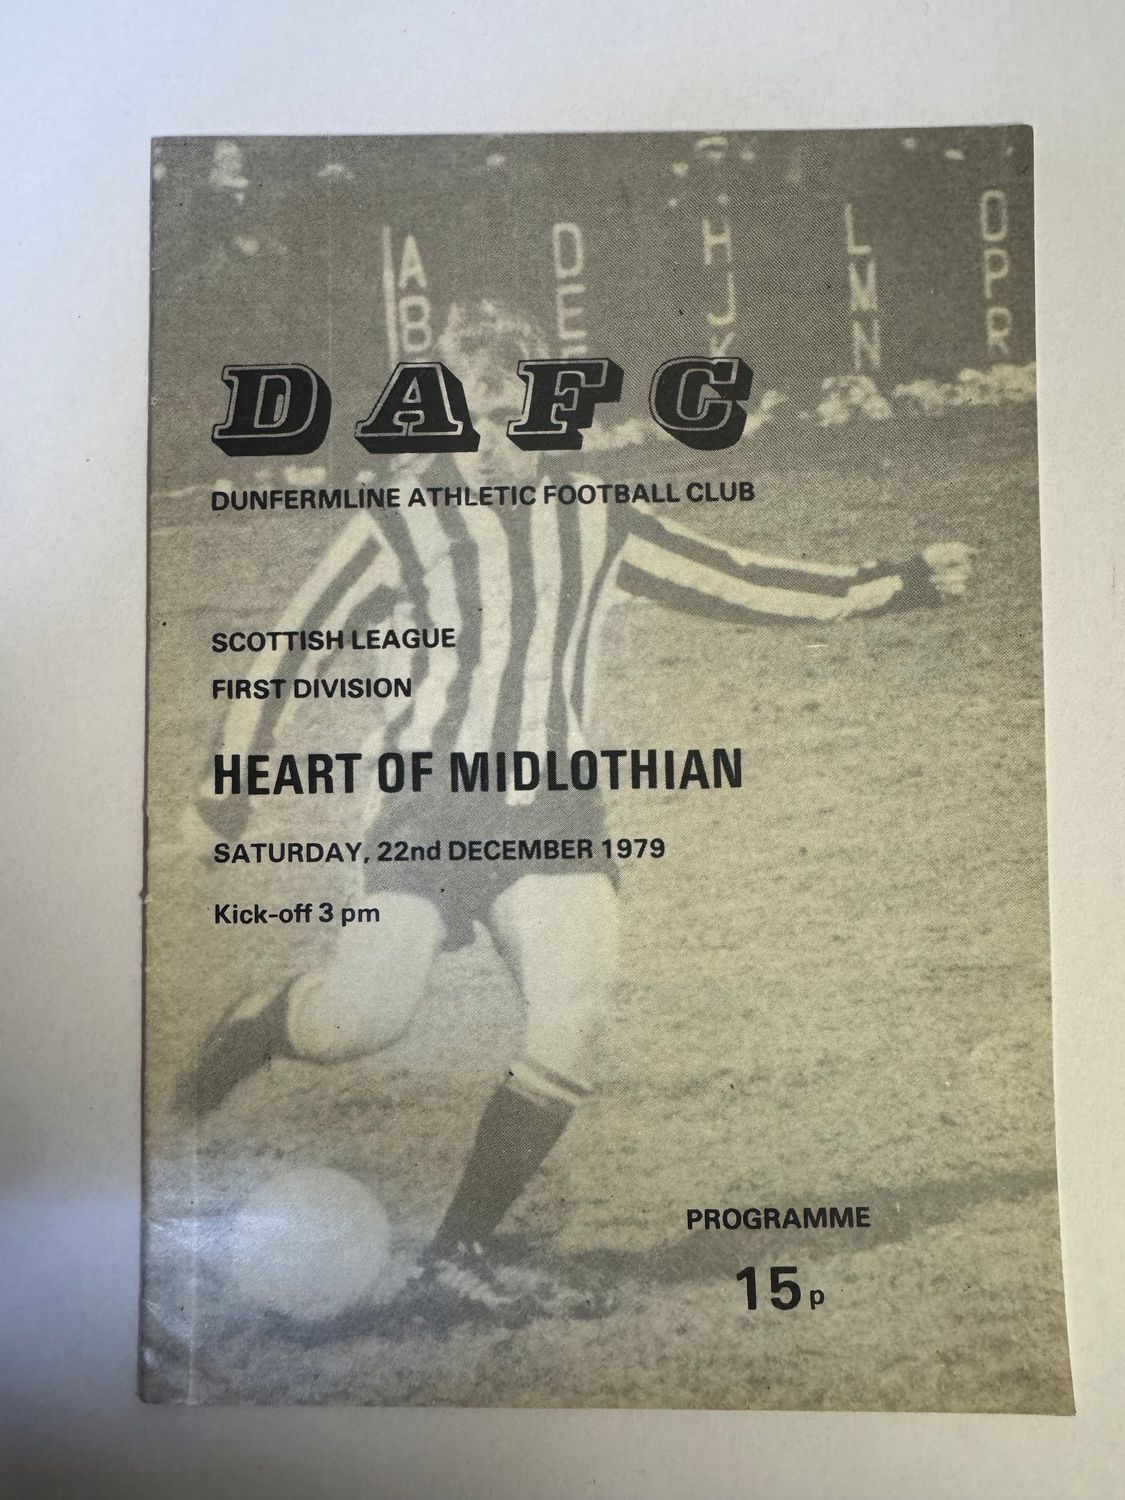 A
B
D
E
H
J
K
L
M
N
O
P
R
DAFC
DUNFERMLINE ATHLETIC FOOTBALL CLUB
SCOTTISH LEAGUE
FIRST DIVISION
HEART OF MIDLOTHIAN
SATURDAY, 22nd DECEMBER 1979
Kick-off 3 pm
PROGRAMME
15p